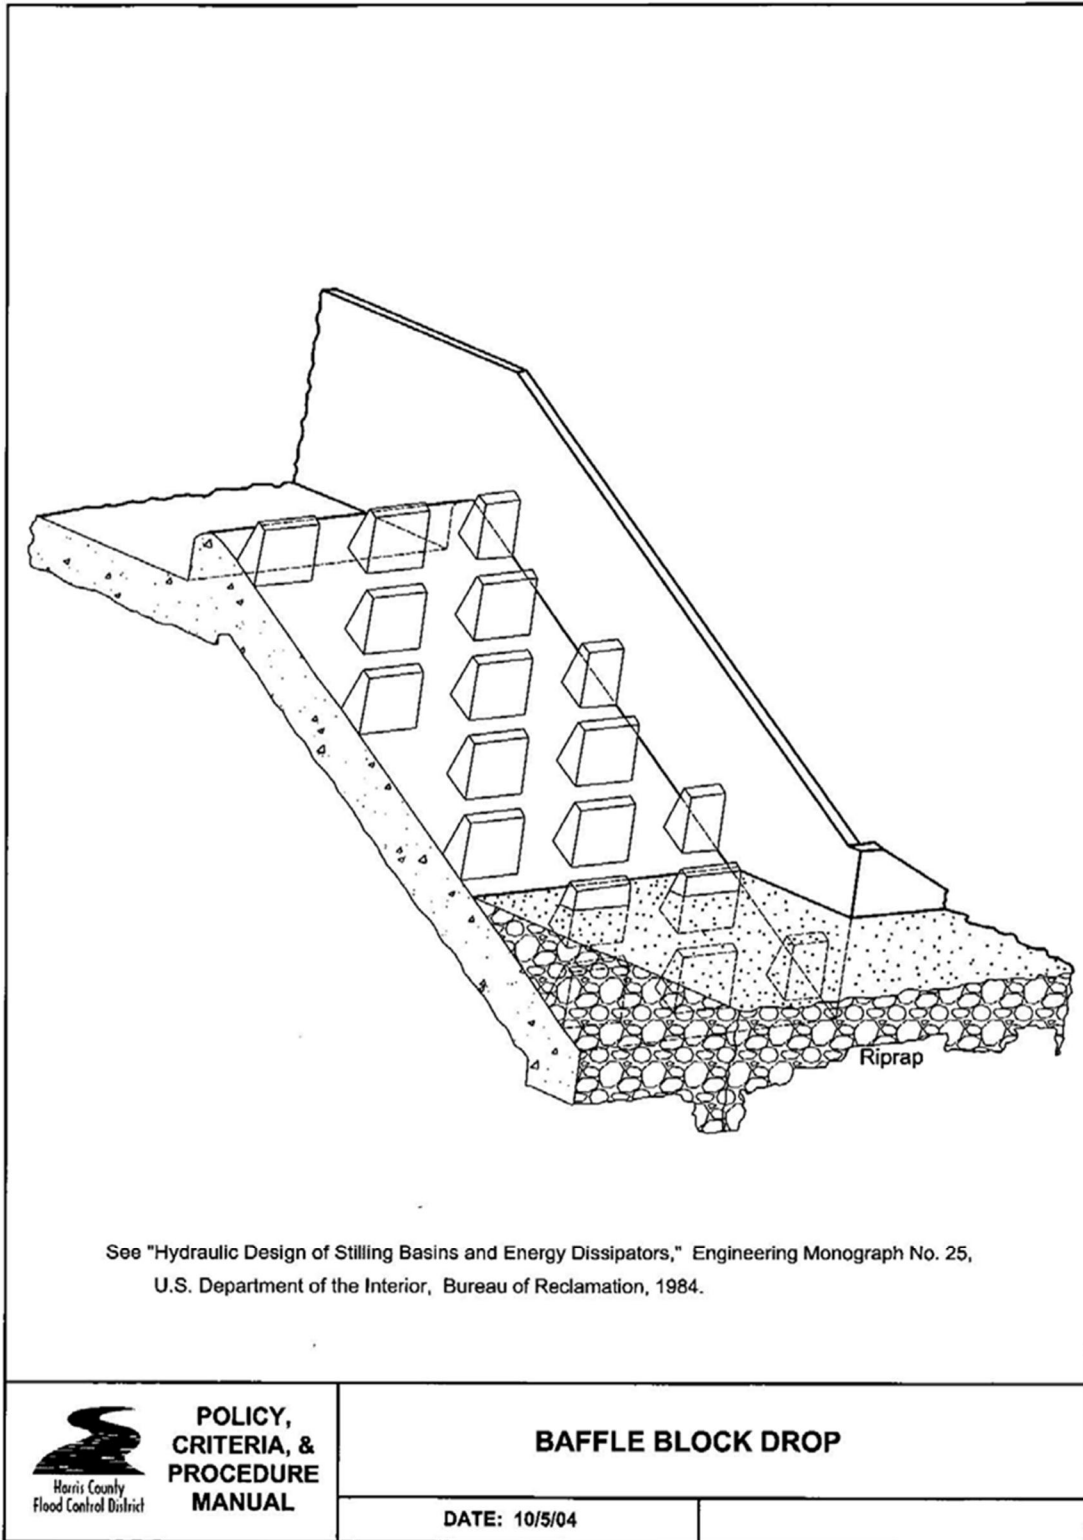 Riprap
See "Hydraulic Design of Stilling Basins and Energy Dissipators," Engineering Monograph No. 25,
U.S. Department of the Interior, Bureau of Reclamation, 1984.
Harris County
Flood Control District
POLICY,
CRITERIA, &
PROCEDURE
MANUAL
BAFFLE BLOCK DROP
DATE: 10/5/04